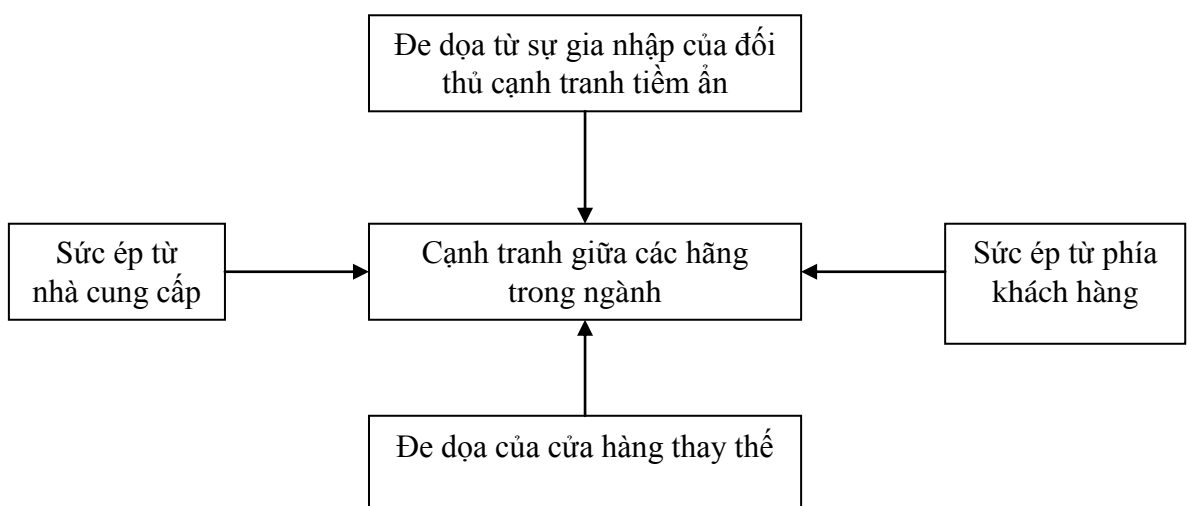 Đe dọa từ sự gia nhập của đối
thủ cạnh tranh tiềm ẩn
Sức ép từ
nhà cung cấp
Cạnh tranh giữa các hãng
trong ngành
Sức ép từ phía
khách hàng
Đe dọa của cửa hàng thay thế